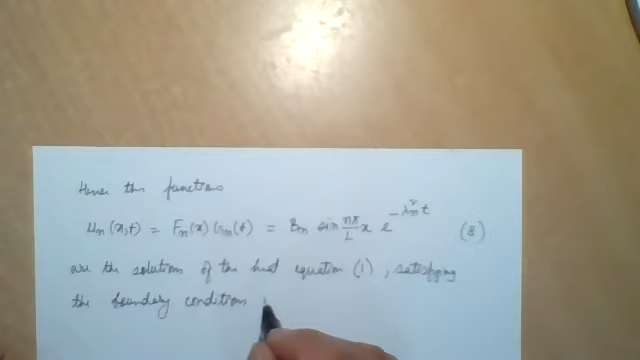 Hence the functions
uₙ(x,t) = Fₙ(x) Gₙ(t) = Bₙ sin nπ/L x e^(-λₙ² t) (8)
are the solutions of the heat equation (1), satisfying
the boundary conditions